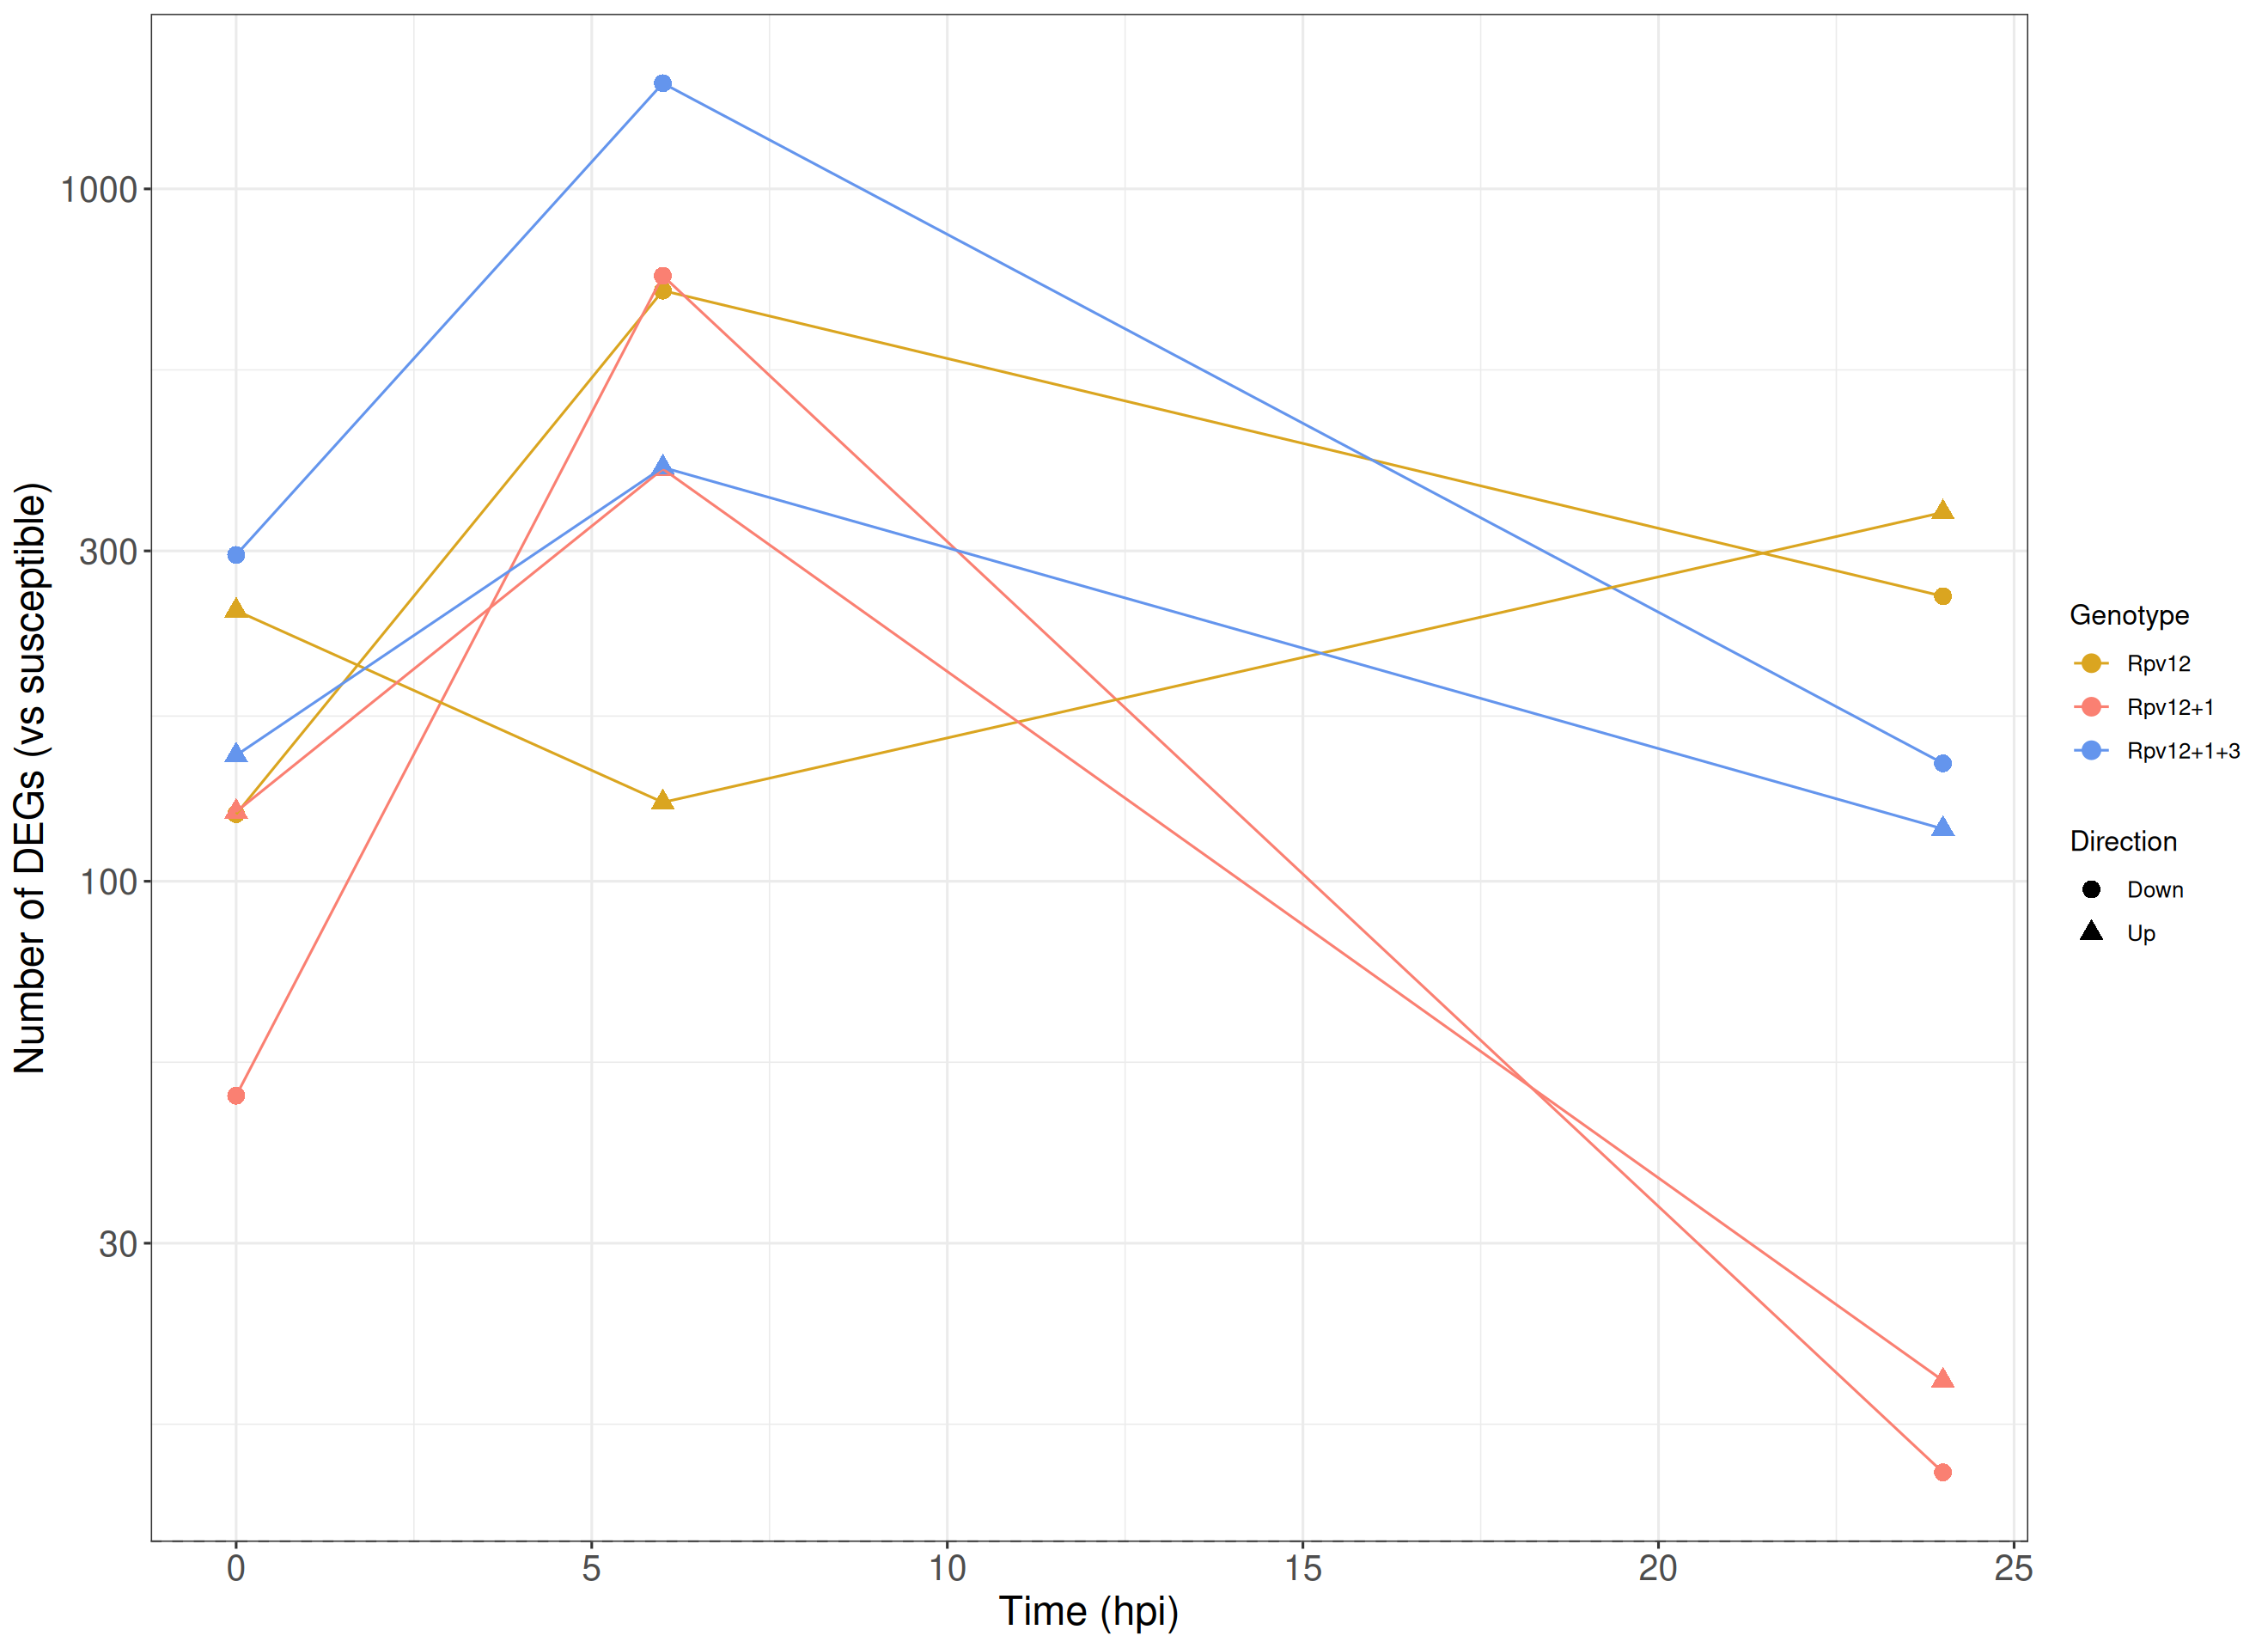 Number of DEGs (vs susceptible)
1000
300
100
30
0 5 10 15 20 25
Time (hpi)
Genotype
Rpv12
Rpv12+1
Rpv12+1+3
Direction
Down
Up